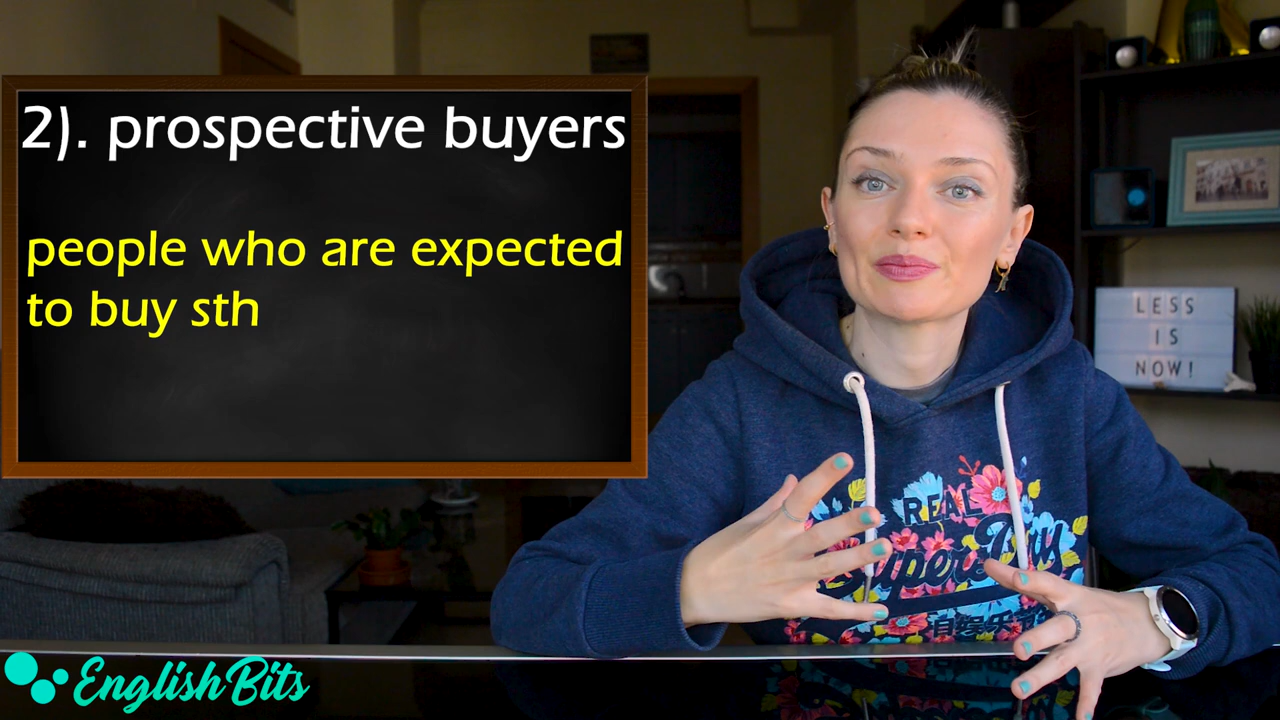 2). prospective buyers
people who are expected
to buy sth
LESS
IS
NOW!
REAL
Superdry
EnglishBits